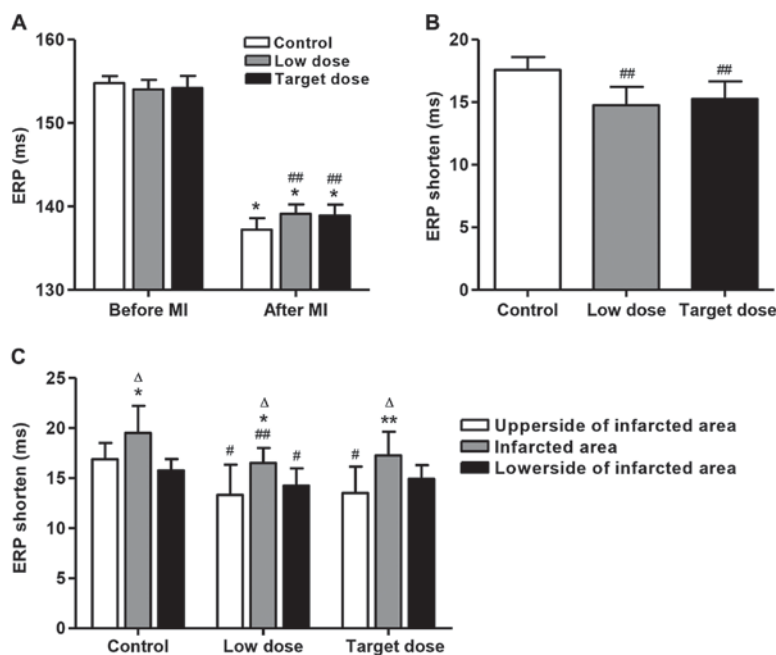 A
160
150
140
130
ERP (ms)
Control
Low dose
Target dose
*
##
*
##
*
Before MI
After MI
B
20
15
10
5
0
ERP shorten (ms)
##
##
Control
Low dose
Target dose
C
25
20
15
10
5
0
ERP shorten (ms)
Δ
*
#
Δ
*
##
#
#
Δ
**
Control
Low dose
Target dose
Upperside of infarcted area
Infarcted area
Lowerside of infarcted area